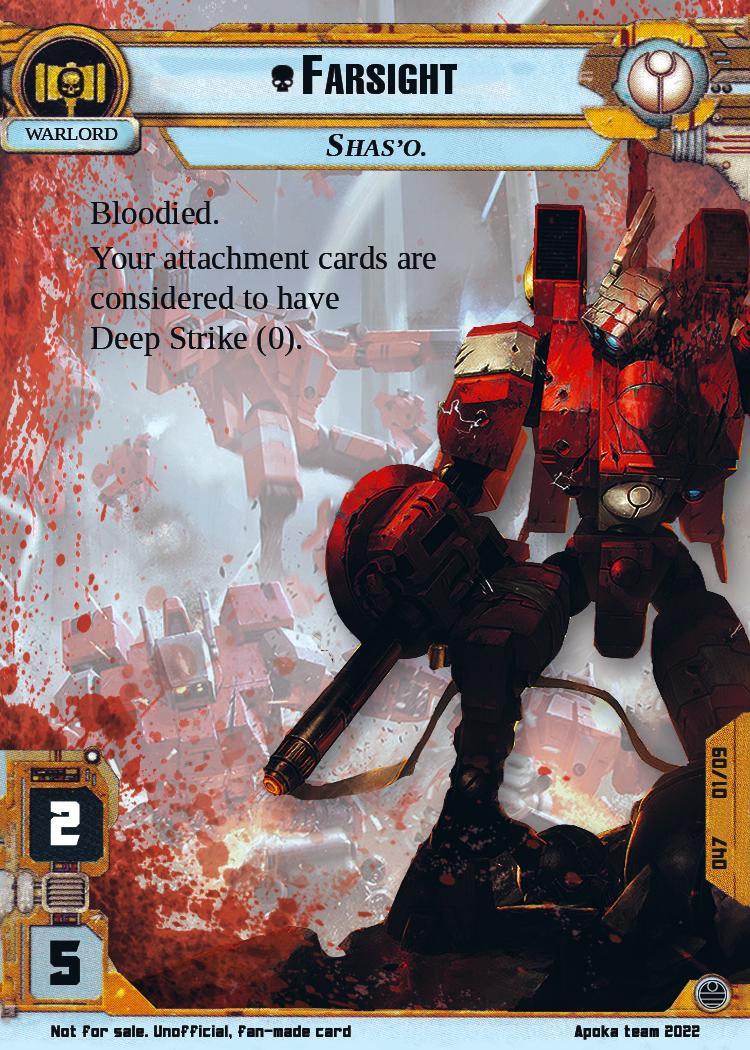 FARSIGHT
WARLORD
SHAS'O.
Bloodied.
Your attachment cards are
considered to have
Deep Strike (0).
2
5
047 01/09
Not for sale. Unofficial, fan-made card
Apoka team 2022